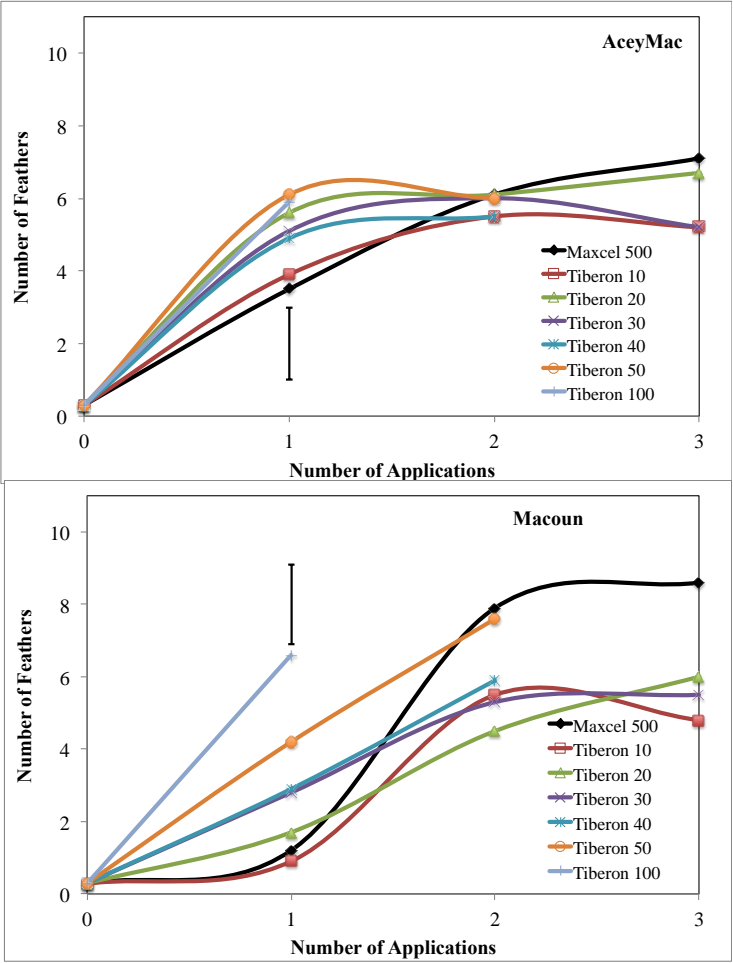 AceyMac
10
8
6
4
2
0
Number of Feathers
Maxcel 500
Tiberon 10
Tiberon 20
Tiberon 30
Tiberon 40
Tiberon 50
Tiberon 100
0 1 2 3
Number of Applications
Macoun
10
8
6
4
2
0
Number of Feathers
Maxcel 500
Tiberon 10
Tiberon 20
Tiberon 30
Tiberon 40
Tiberon 50
Tiberon 100
0 1 2 3
Number of Applications